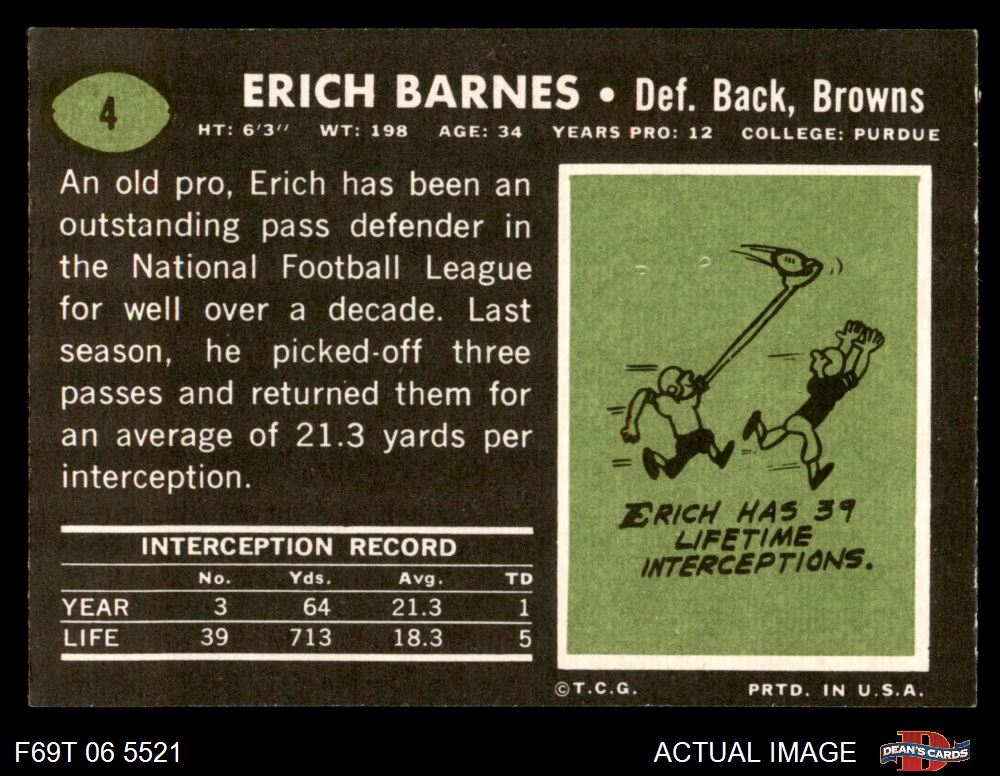 4
ERICH BARNES • Def. Back, Browns
HT: 6'3" WT: 198 AGE: 34 YEARS PRO: 12 COLLEGE: PURDUE
An old pro, Erich has been an
outstanding pass defender in
the National Football League
for well over a decade. Last
season, he picked-off three
passes and returned them for
an average of 21.3 yards per
interception.
INTERCEPTION RECORD
No. Yds. Avg. TD
YEAR 3 64 21.3 1
LIFE 39 713 18.3 5
ERICH HAS 39
LIFETIME
INTERCEPTIONS.
©T.C.G. PRTD. IN U.S.A.
F69T 06 5521
ACTUAL IMAGE
D
DEAN'S CARDS